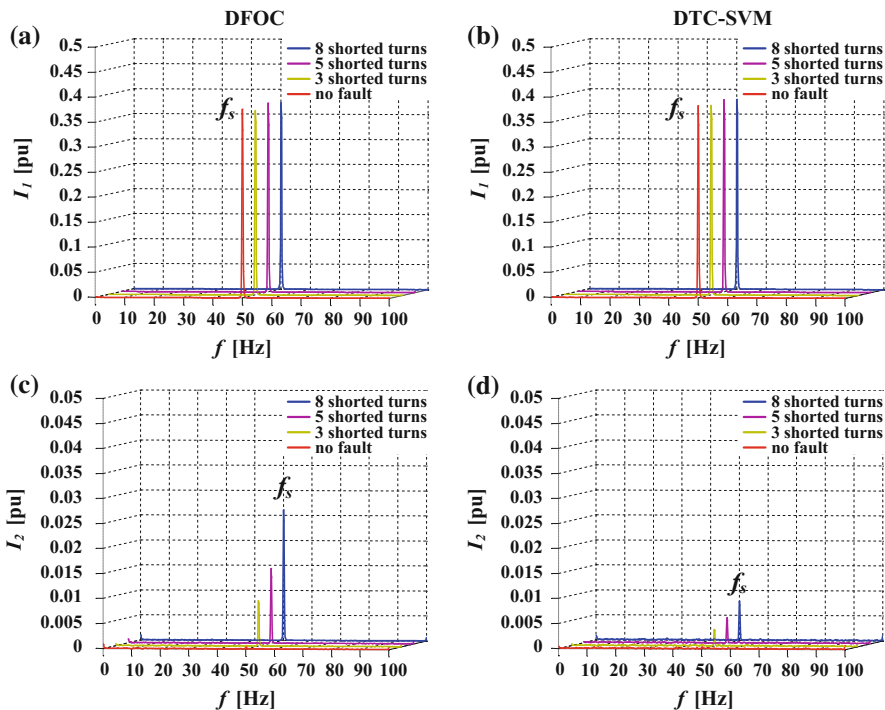 DFOC
DTC-SVM
(a)
0.5
0.45
0.4
0.35
0.3
0.25
0.2
0.15
0.1
0.05
0
I1 [pu]
8 shorted turns
5 shorted turns
3 shorted turns
no fault
fs
0 10 20 30 40 50 60 70 80 90 100
f [Hz]
(b)
0.5
0.45
0.4
0.35
0.3
0.25
0.2
0.15
0.1
0.05
0
I1 [pu]
8 shorted turns
5 shorted turns
3 shorted turns
no fault
fs
0 10 20 30 40 50 60 70 80 90 100
f [Hz]
(c)
0.05
0.045
0.04
0.035
0.03
0.025
0.02
0.015
0.01
0.005
0
I2 [pu]
8 shorted turns
5 shorted turns
3 shorted turns
no fault
fs
0 10 20 30 40 50 60 70 80 90 100
f [Hz]
(d)
0.05
0.045
0.04
0.035
0.03
0.025
0.02
0.015
0.01
0.005
0
I2 [pu]
8 shorted turns
5 shorted turns
3 shorted turns
no fault
fs
0 10 20 30 40 50 60 70 80 90 100
f [Hz]